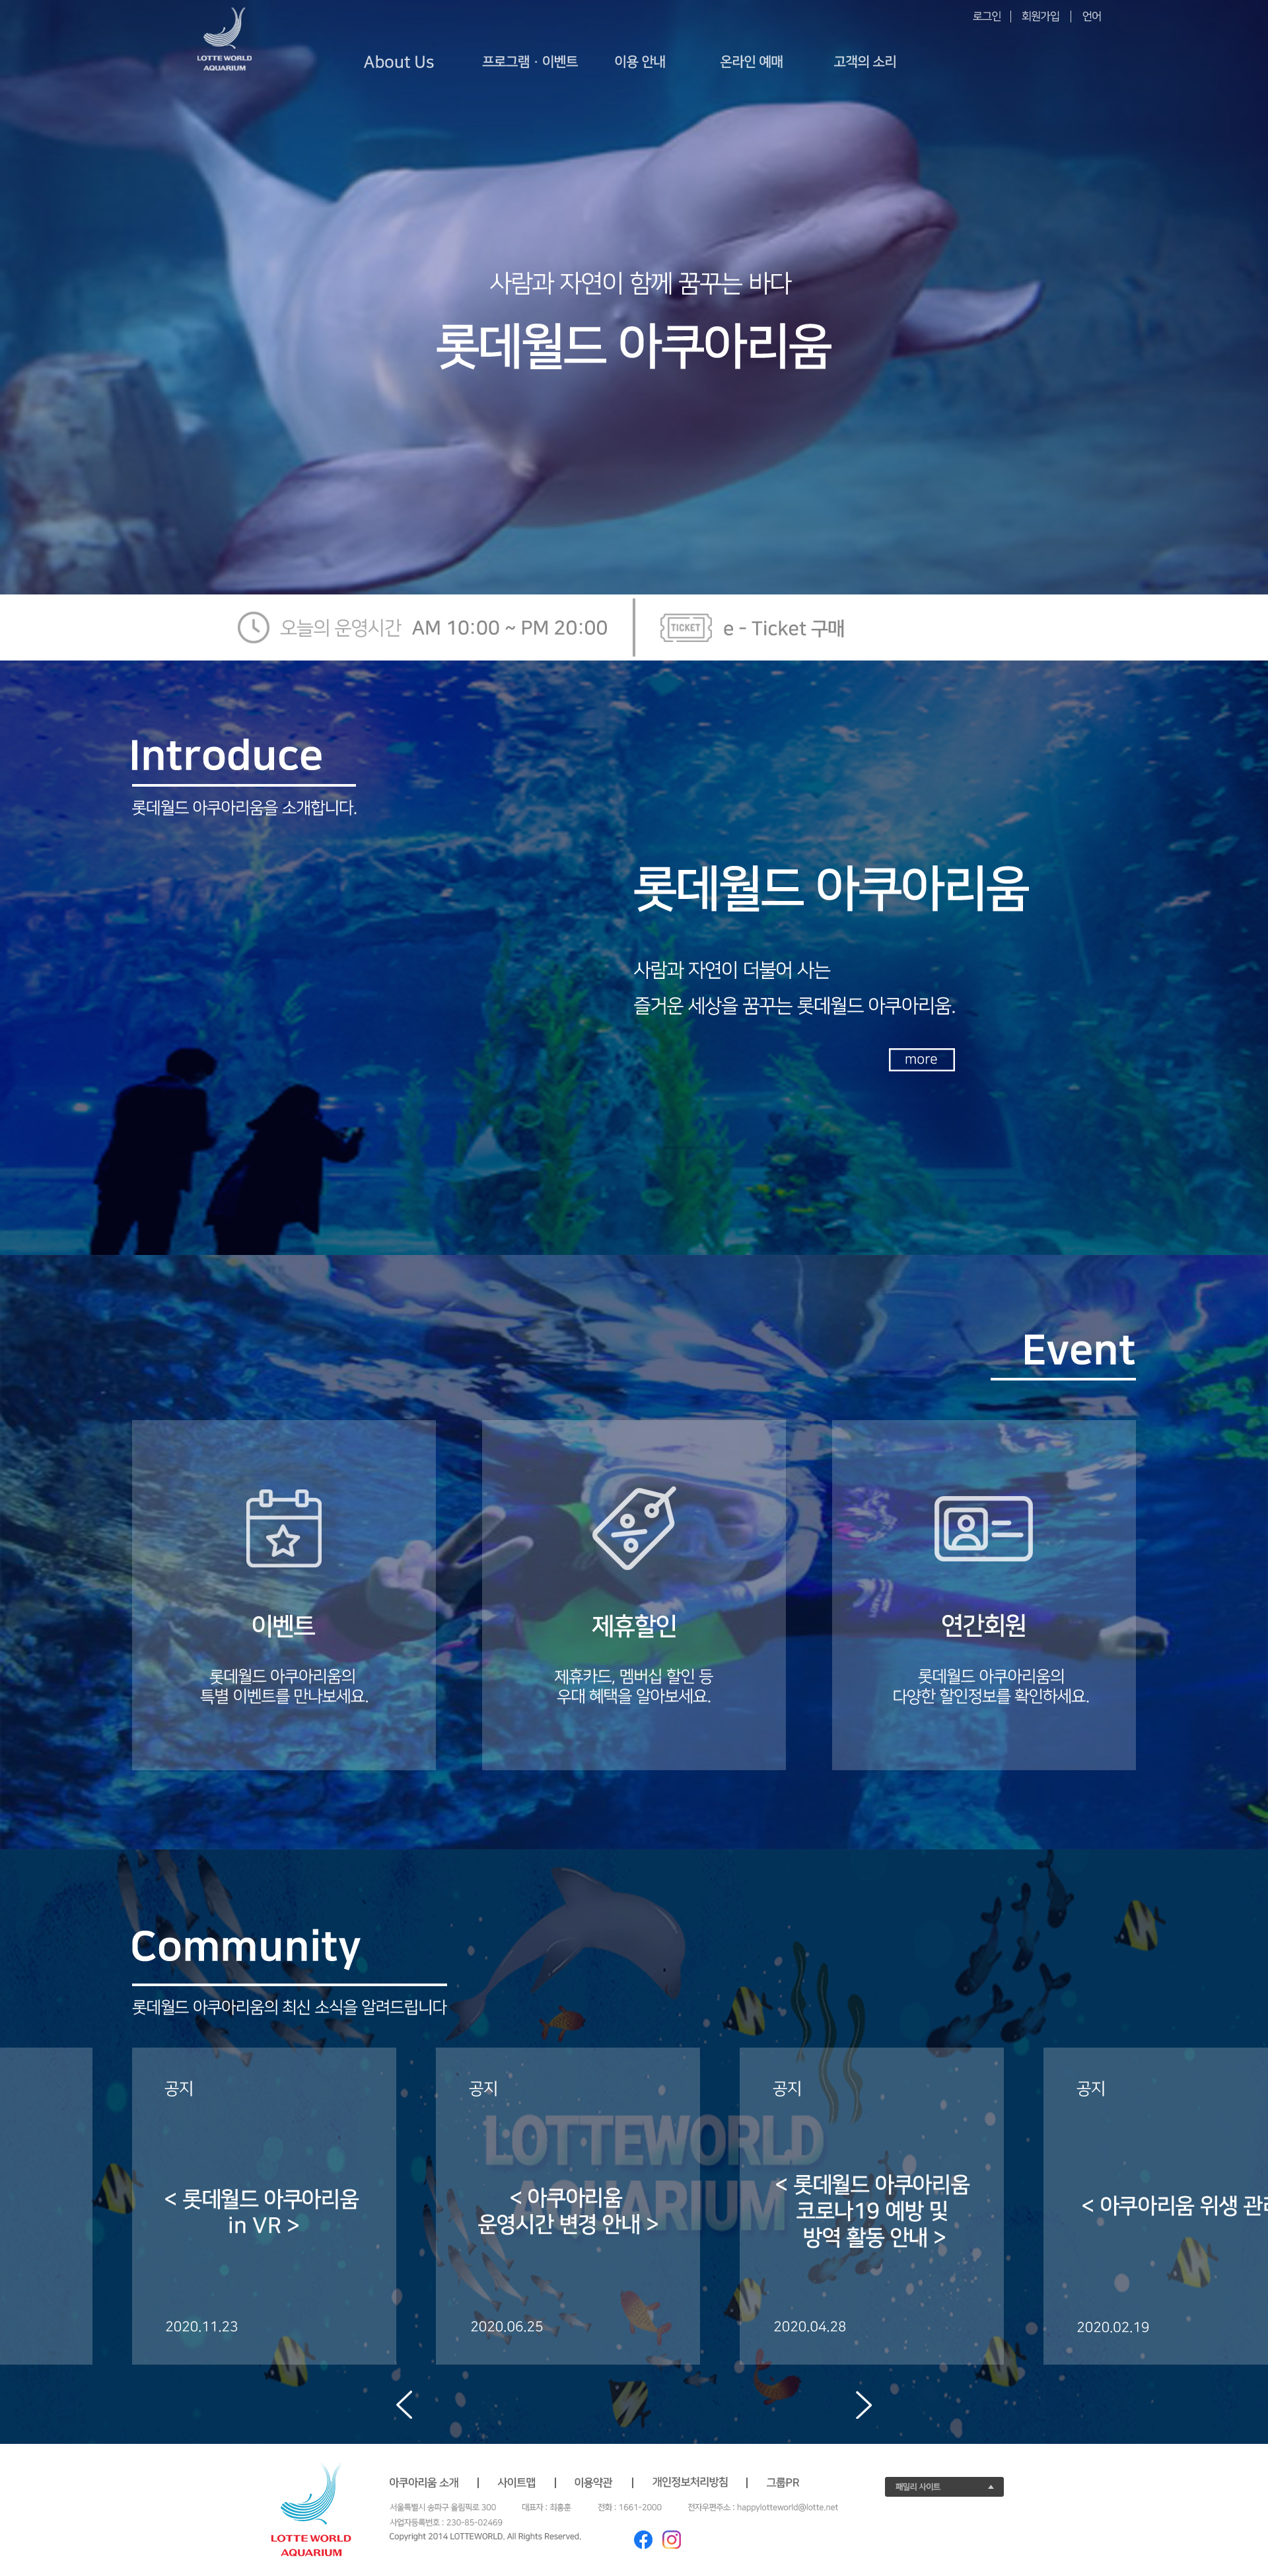 로그인 | 회원가입 | 언어
LOTTE WORLD
AQUARIUM
About Us
프로그램 · 이벤트
이용 안내
온라인 예매
고객의 소리
사람과 자연이 함께 꿈꾸는 바다
롯데월드 아쿠아리움
오늘의 운영시간 AM 10:00 ~ PM 20:00
TICKET
e - Ticket 구매
Introduce
롯데월드 아쿠아리움을 소개합니다.
롯데월드 아쿠아리움
사람과 자연이 더불어 사는
즐거운 세상을 꿈꾸는 롯데월드 아쿠아리움.
more
Event
이벤트
롯데월드 아쿠아리움의
특별 이벤트를 만나보세요.
제휴할인
제휴카드, 멤버십 할인 등
우대 혜택을 알아보세요.
연간회원
롯데월드 아쿠아리움의
다양한 할인정보를 확인하세요.
Community
롯데월드 아쿠아리움의 최신 소식을 알려드립니다
공지
< 롯데월드 아쿠아리움
in VR >
2020.11.23
공지
< 아쿠아리움
운영시간 변경 안내 >
2020.06.25
공지
< 롯데월드 아쿠아리움
코로나19 예방 및
방역 활동 안내 >
2020.04.28
공지
< 아쿠아리움 위생 관리
2020.02.19
LOTTEWORLD
AQUARIUM
LOTTE WORLD
AQUARIUM
아쿠아리움 소개 | 사이트맵 | 이용약관 | 개인정보처리방침 | 그룹PR
서울특별시 송파구 올림픽로 300 대표자 : 최홍훈 전화 : 1661-2000 전자우편주소 : happylotteworld@lotte.net
사업자등록번호 : 230-85-02469
Copyright 2014 LOTTEWORLD. All Rights Reserved.
패밀리 사이트